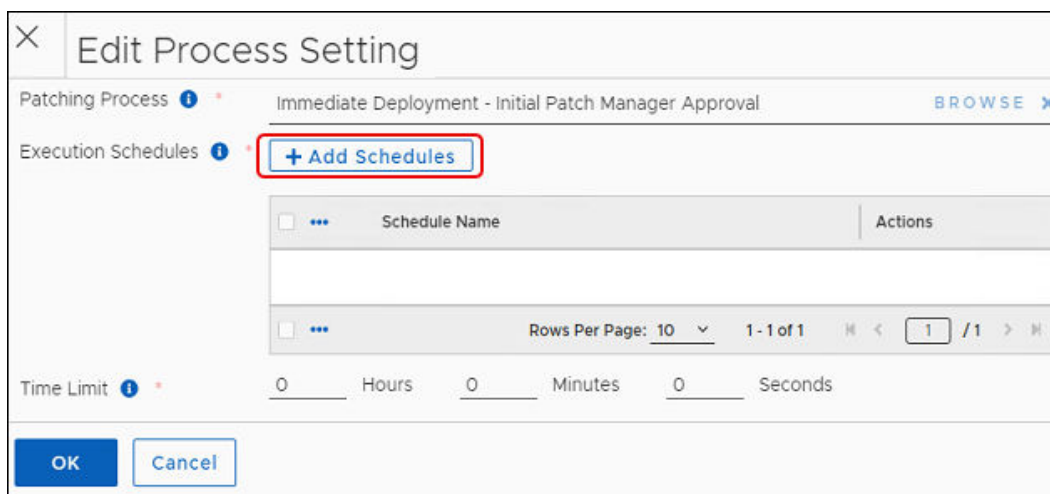 Edit Process Setting
Patching Process * Immediate Deployment - Initial Patch Manager Approval BROWSE
Execution Schedules * + Add Schedules
Schedule Name Actions
Rows Per Page: 10 1 - 1 of 1 1 / 1
Time Limit * 0 Hours 0 Minutes 0 Seconds
OK Cancel